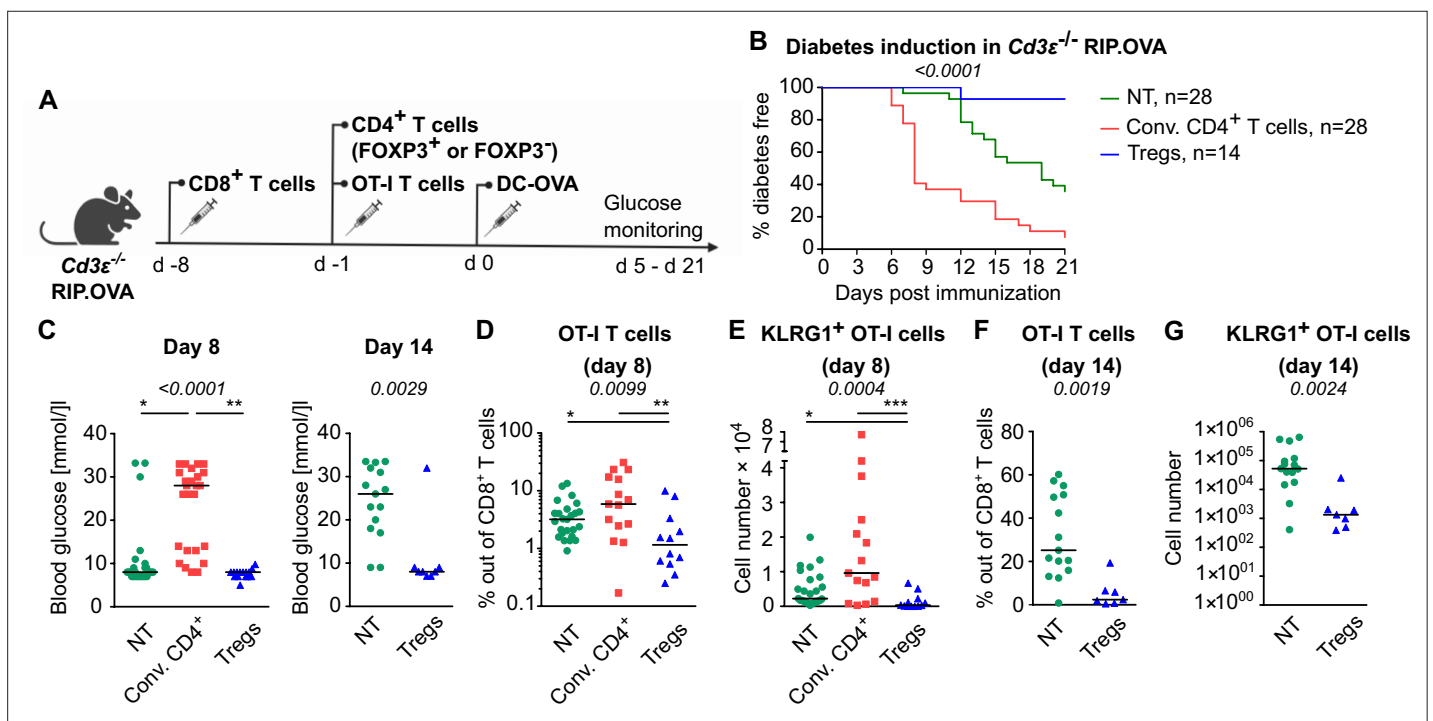 A
CD4⁺ T cells
(FOXP3⁺ or FOXP3⁻)
CD8⁺ T cells
OT-I T cells
DC-OVA
Glucose
monitoring
Cd3ε⁻/⁻
RIP.OVA
d -8
d -1
d 0
d 5 - d 21
B Diabetes induction in Cd3ε⁻/⁻ RIP.OVA
<0.0001
% diabetes free
100
80
60
40
20
0
0 3 6 9 12 15 18 21
Days post immunization
NT, n=28
Conv. CD4⁺ T cells, n=28
Tregs, n=14
C
Day 8
<0.0001
* **
Blood glucose [mmol/]l
40
30
20
10
0
NT
Conv. CD4⁺
Tregs
Day 14
0.0029
Blood glucose [mmol/]l
40
30
20
10
0
NT
Tregs
D OT-I T cells
(day 8)
0.0099
* **
% out of CD8⁺ T cells
100
10
1
0.1
NT
Conv. CD4⁺
Tregs
E KLRG1⁺ OT-I cells
(day 8)
0.0004
* ***
Cell number × 10⁴
8
7
4
3
2
1
0
NT
Conv. CD4⁺
Tregs
F OT-I T cells
(day 14)
0.0019
% out of CD8⁺ T cells
80
60
40
20
0
NT
Tregs
G KLRG1⁺ OT-I cells
(day 14)
0.0024
Cell number
1×10⁰⁶
1×10⁰⁵
1×10⁰⁴
1×10⁰³
1×10⁰²
1×10⁰¹
1×10⁰⁰
NT
Tregs